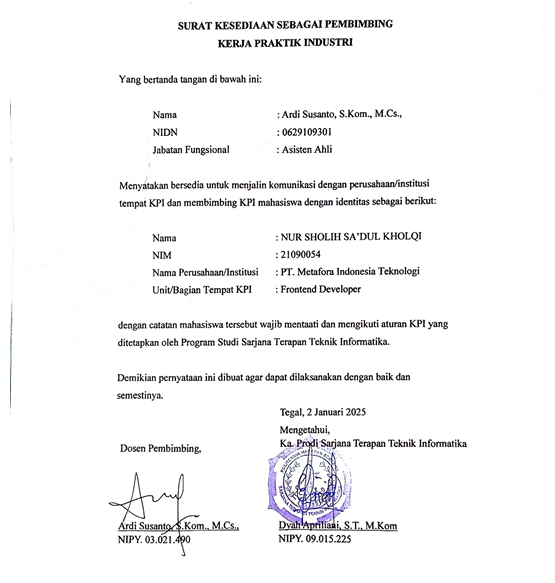 SURAT KESEDIAAN SEBAGAI PEMBIMBING
KERJA PRAKTIK INDUSTRI
Yang bertanda tangan di bawah ini:
Nama : Ardi Susanto, S.Kom., M.Cs.,
NIDN : 0629109301
Jabatan Fungsional : Asisten Ahli
Menyatakan bersedia untuk menjalin komunikasi dengan perusahaan/institusi
tempat KPI dan membimbing KPI mahasiswa dengan identitas sebagai berikut:
Nama : NUR SHOLIH SA'DUL KHOLQI
NIM : 21090054
Nama Perusahaan/Institusi : PT. Metafora Indonesia Teknologi
Unit/Bagian Tempat KPI : Frontend Developer
dengan catatan mahasiswa tersebut wajib mentaati dan mengikuti aturan KPI yang
ditetapkan oleh Program Studi Sarjana Terapan Teknik Informatika.
Demikian pernyataan ini dibuat agar dapat dilaksanakan dengan baik dan
semestinya.
Tegal, 2 Januari 2025
Mengetahui,
Ka. Prodi Sarjana Terapan Teknik Informatika
Dosen Pembimbing,
Ardi Susanto, S.Kom., M.Cs., Dyah Apriliani, S.T., M.Kom
NIPY. 03.021.490 NIPY. 09.015.225